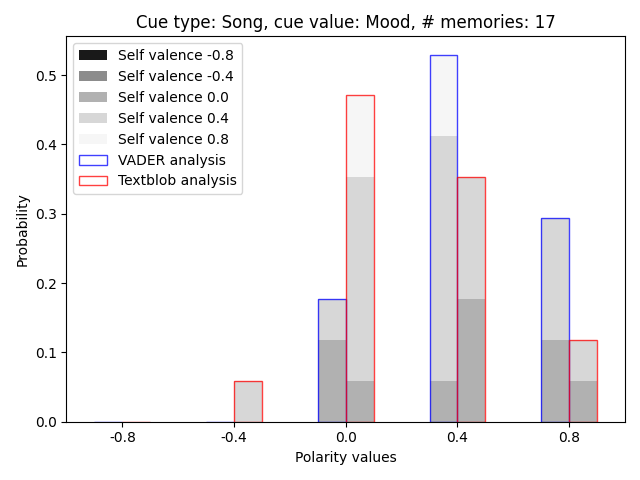 Cue type: Song, cue value: Mood, # memories: 17
Self valence -0.8
Self valence -0.4
Self valence 0.0
Self valence 0.4
Self valence 0.8
VADER analysis
Textblob analysis
Probability
0.5
0.4
0.3
0.2
0.1
0.0
-0.8 -0.4 0.0 0.4 0.8
Polarity values